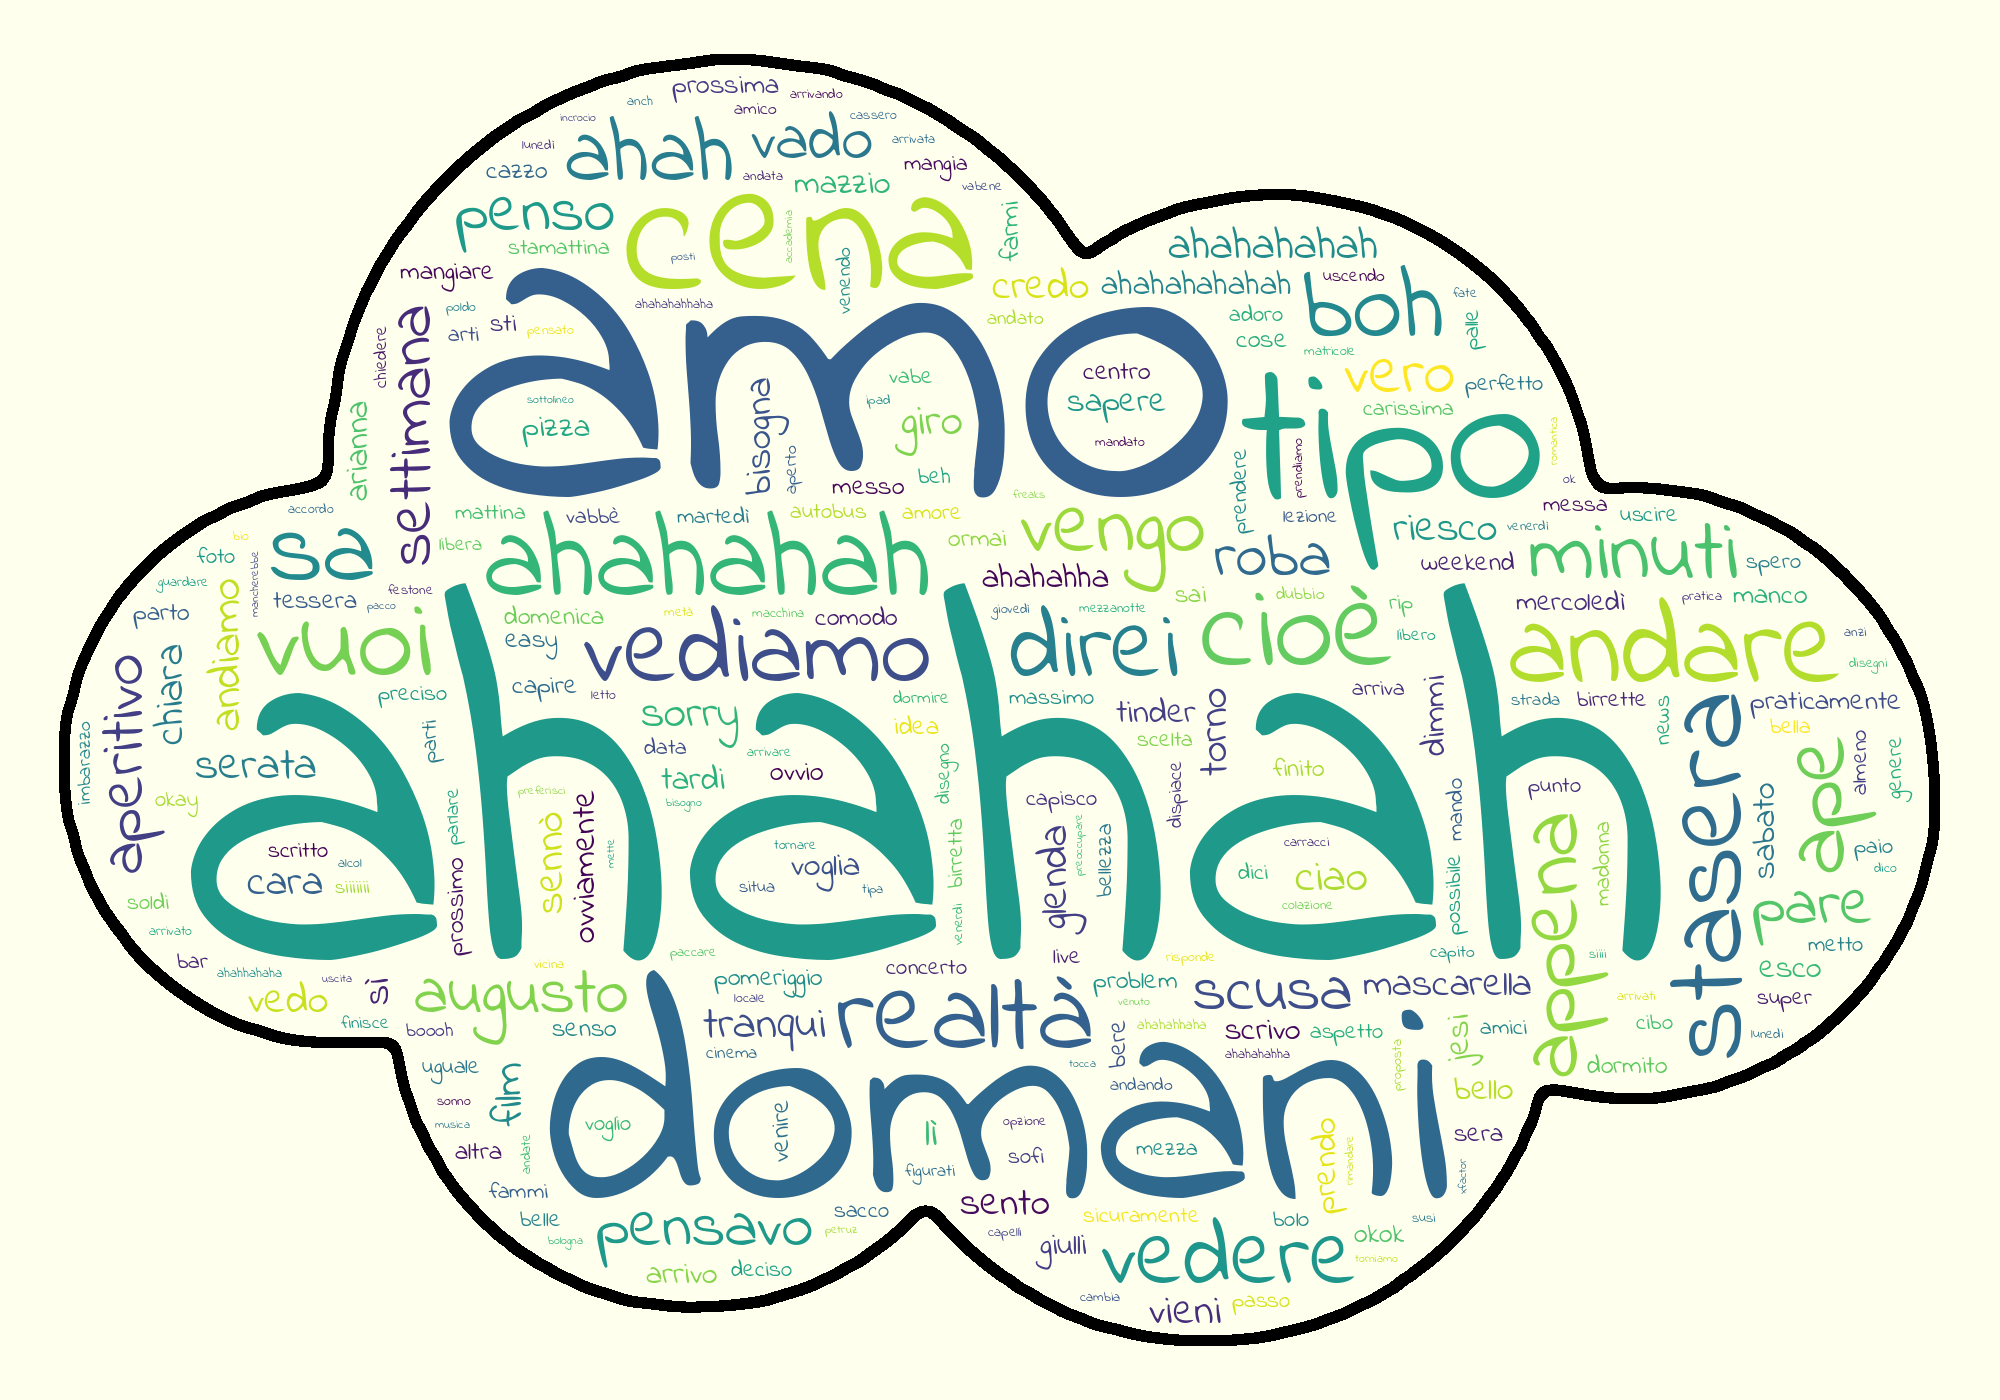 prossima
arrivando
anch
amico
incrocio
cassero
ahah
vado
lunedì
arrivata
cazzo
andata
mazzio
mangia
vabene
penso
cena
accademia
farmi
stamattina
posti
venendo
mangiare
credo
ahahahahah
ahahahahahah
uscendo
boh
fate
palle
settimana
chiedere
poldo
arti
sti
pensato
ahahahahhaha
amo
andato
adoro
cose
matricole
vero
perfetto
carissima
tipo
romantica
arianna
sottolineo
pizza
bisogna
aperto
vabe
ipad
giro
centro
sapere
mandato
beh
messo
freaks
prendere
prendiamo
lezione
ok
messa
uscire
accordo
mattina
vabbè
martedì
autobus
amore
ormai
vengo
riesco
venerdì
bio
foto
sa
libera
ahahahah
ahahahha
roba
weekend
minuti
spero
guardare
mancherebbe
tessera
pacco
festone
parto
andiamo
vuoi
domenica
easy
metà
macchina
comodo
vediamo
giovedì
mezzanotte
sai
dubbio
direi
cioè
rip
libero
mercoledì
pratica
manco
andare
anzi
disegni
aperitivo
chiara
preciso
capire
letto
dormire
massimo
tinder
scelta
torno
arriva
dimmi
strada
birrette
news
stasera
praticamente
bella
imbarazzo
serata
parti
sorry
data
arrivare
idea
tardi
ovvio
bisogno
disegno
finito
okay
ahahah
parlare
preferisci
sennò
ovviamente
mette
capisco
dispiace
mando
punto
sabato
ape
almeno
genere
scritto
alcol
cara
siiiiiii
tornare
voglia
situa
tipa
birretta
glenda
preoccupare
bellezza
carracci
dici
ciao
colazione
possibile
appena
madonna
paio
dico
soldi
arrivato
prossimo
venerdì
pare
metto
bar
ahahhahaha
uscita
vicina
paccare
concerto
live
risponde
capito
siiii
esco
vedo
sì
augusto
pomeriggio
locale
realtà
problem
venuto
scusa
mascarella
arrivati
super
finisce
boooh
senso
tranqui
cinema
bere
ahahahhaha
scrivo
aspetto
jesi
amici
cibo
lunedì
uguale
film
domani
tocca
ahahahahha
andando
proposta
bello
dormito
sonno
musica
altra
andate
voglio
venire
lì
opzione
sofi
figurati
mezza
prendo
rimandare
sera
xfactor
fammi
belle
bologna
pensavo
sacco
petruz
sento
capelli
giulli
sicuramente
bolo
vedere
okok
susi
torniamo
arrivo
deciso
cambia
vieni
passo